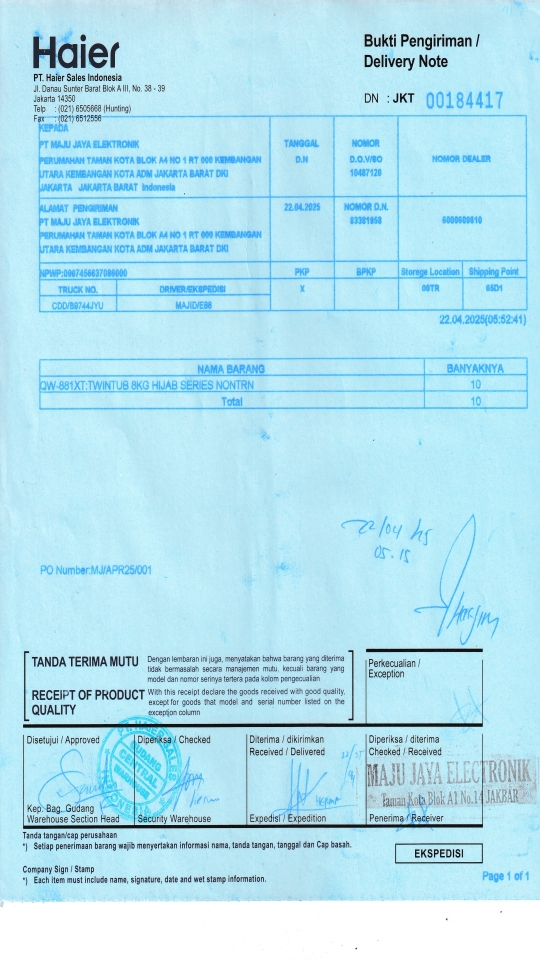 Haier
PT. Haier Sales Indonesia
Jl. Danau Sunter Barat Blok A III, No. 38 - 39
Jakarta 14350
Telp : (021) 6505668 (Hunting)
Fax : (021) 6512556
Bukti Pengiriman /
Delivery Note
DN : JKT 00184417
KEPADA
PT MAJU JAYA ELEKTRONIK
PERUMAHAN TAMAN KOTA BLOK A4 NO 1 RT 000 KEMBANGAN
UTARA KEMBANGAN KOTA ADM JAKARTA BARAT DKI
JAKARTA JAKARTA BARAT Indonesia
TANGGAL
D.N
NOMOR
D.O.V/SO
10487126
NOMOR DEALER
ALAMAT PENGIRIMAN
PT MAJU JAYA ELEKTRONIK
PERUMAHAN TAMAN KOTA BLOK A4 NO 1 RT 000 KEMBANGAN
UTARA KEMBANGAN KOTA ADM JAKARTA BARAT DKI
22.04.2025
NOMOR D.N.
83381958
NPWP:0987456637086000
PKP
BPKP
Storage Location
Shipping Point
TRUCK NO.
DRIVER/EKSPEDISI
X
CDD/B9744JYU
22.04.2025(05:52:41)
NAMA BARANG
BANYAKNYA
QW-881XT:TWINTUB 8KG HIJAB SERIES NONTRN
10
Total
10
22/04
05.15
PO Number:MJ/APR25/001
TANDA TERIMA MUTU
Dengan lembaran ini juga, menyatakan bahwa barang yang diterima
tidak bermasalah secara manajemen mutu. kecuali barang yang
model dan nomor serinya tertera pada kolom pengecualian
RECEIPT OF PRODUCT
QUALITY
With this receipt declare the goods received with good quality,
except for goods that model and serial number listed on the
exceptjon column
Perkecualian /
Exception
Disetujui / Approved
Diperiksa / Checked
Diterima / dikirimkan
Received / Delivered
Diperiksa / diterima
Checked / Received
GUDANG
CENTRAL
MAJU JAYA ELECTRONIK
Taman Kota Blok A1 No.14 JAKBAR
Kep. Bag. Gudang
Warehouse Section Head
Security Warehouse
Expedisi / Expedition
Penerima / Receiver
Tanda tangan/cap perusahaan
*) Setiap penerimaan barang wajib menyertakan informasi nama, tanda tangan, tanggal dan Cap basah.
EKSPEDISI
Company Sign / Stamp
*) Each item must include name, signature, date and wet stamp information.
Page 1 of 1